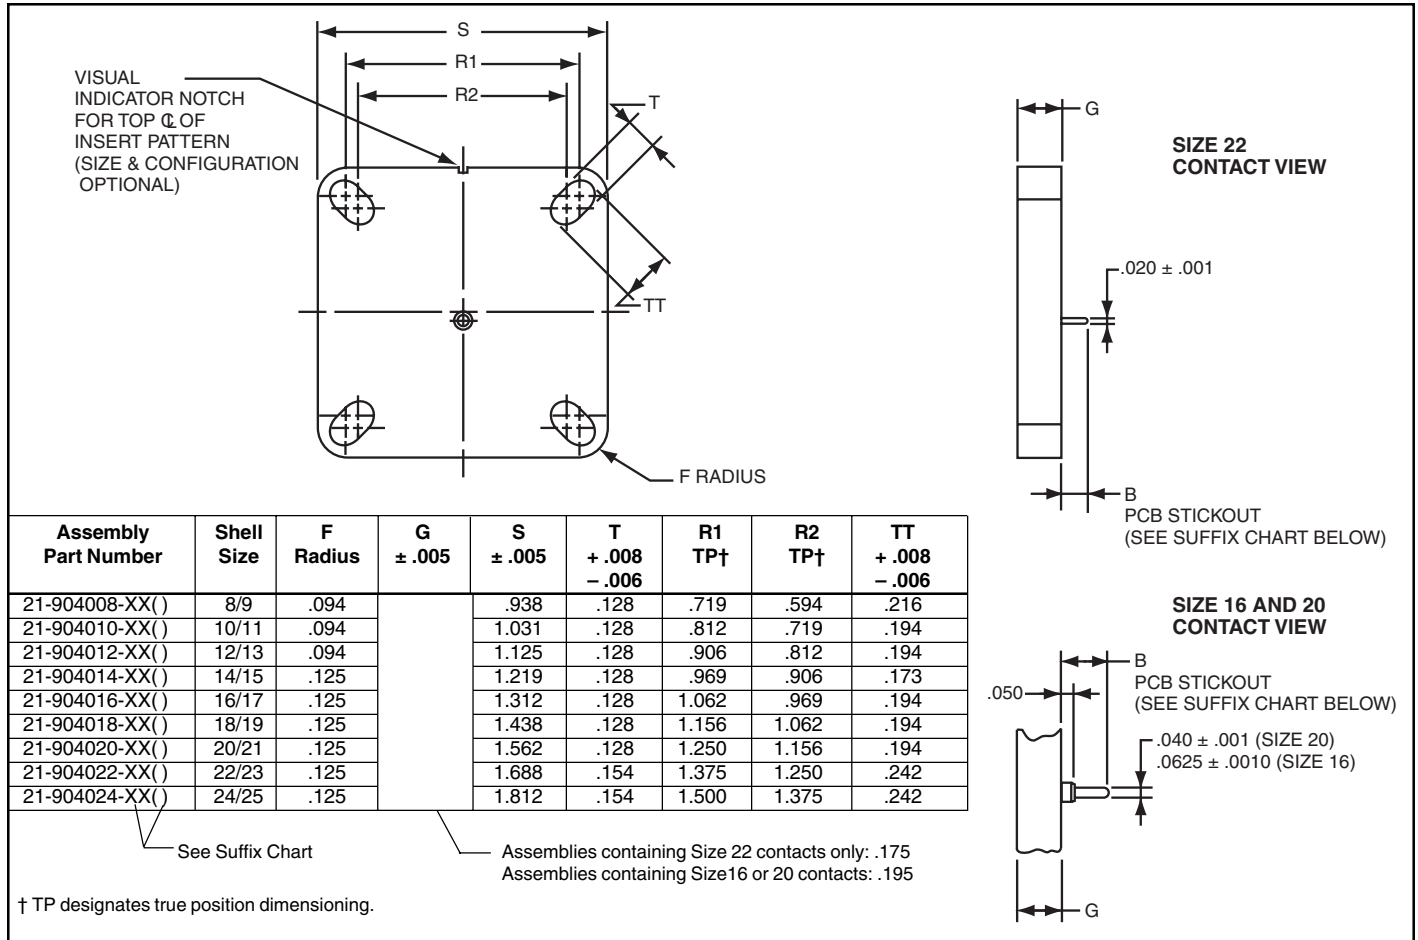 S
R1
R2
T
TT
VISUAL
INDICATOR NOTCH
FOR TOP ℄ OF
INSERT PATTERN
(SIZE & CONFIGURATION
OPTIONAL)
F RADIUS
G
SIZE 22
CONTACT VIEW
.020 ± .001
B
PCB STICKOUT
(SEE SUFFIX CHART BELOW)
SIZE 16 AND 20
CONTACT VIEW
B
PCB STICKOUT
(SEE SUFFIX CHART BELOW)
.050
.040 ± .001 (SIZE 20)
.0625 ± .0010 (SIZE 16)
G
Assembly Part Number Shell Size F Radius G ± .005 S ± .005 T + .008 – .006 R1 TP† R2 TP† TT + .008 – .006
21-904008-XX( ) 8/9 .094 .938 .128 .719 .594 .216
21-904010-XX( ) 10/11 .094 1.031 .128 .812 .719 .194
21-904012-XX( ) 12/13 .094 1.125 .128 .906 .812 .194
21-904014-XX( ) 14/15 .125 1.219 .128 .969 .906 .173
21-904016-XX( ) 16/17 .125 1.312 .128 1.062 .969 .194
21-904018-XX( ) 18/19 .125 1.438 .128 1.156 1.062 .194
21-904020-XX( ) 20/21 .125 1.562 .128 1.250 1.156 .194
21-904022-XX( ) 22/23 .125 1.688 .154 1.375 1.250 .242
21-904024-XX( ) 24/25 .125 1.812 .154 1.500 1.375 .242
See Suffix Chart
Assemblies containing Size 22 contacts only: .175
Assemblies containing Size16 or 20 contacts: .195
† TP designates true position dimensioning.